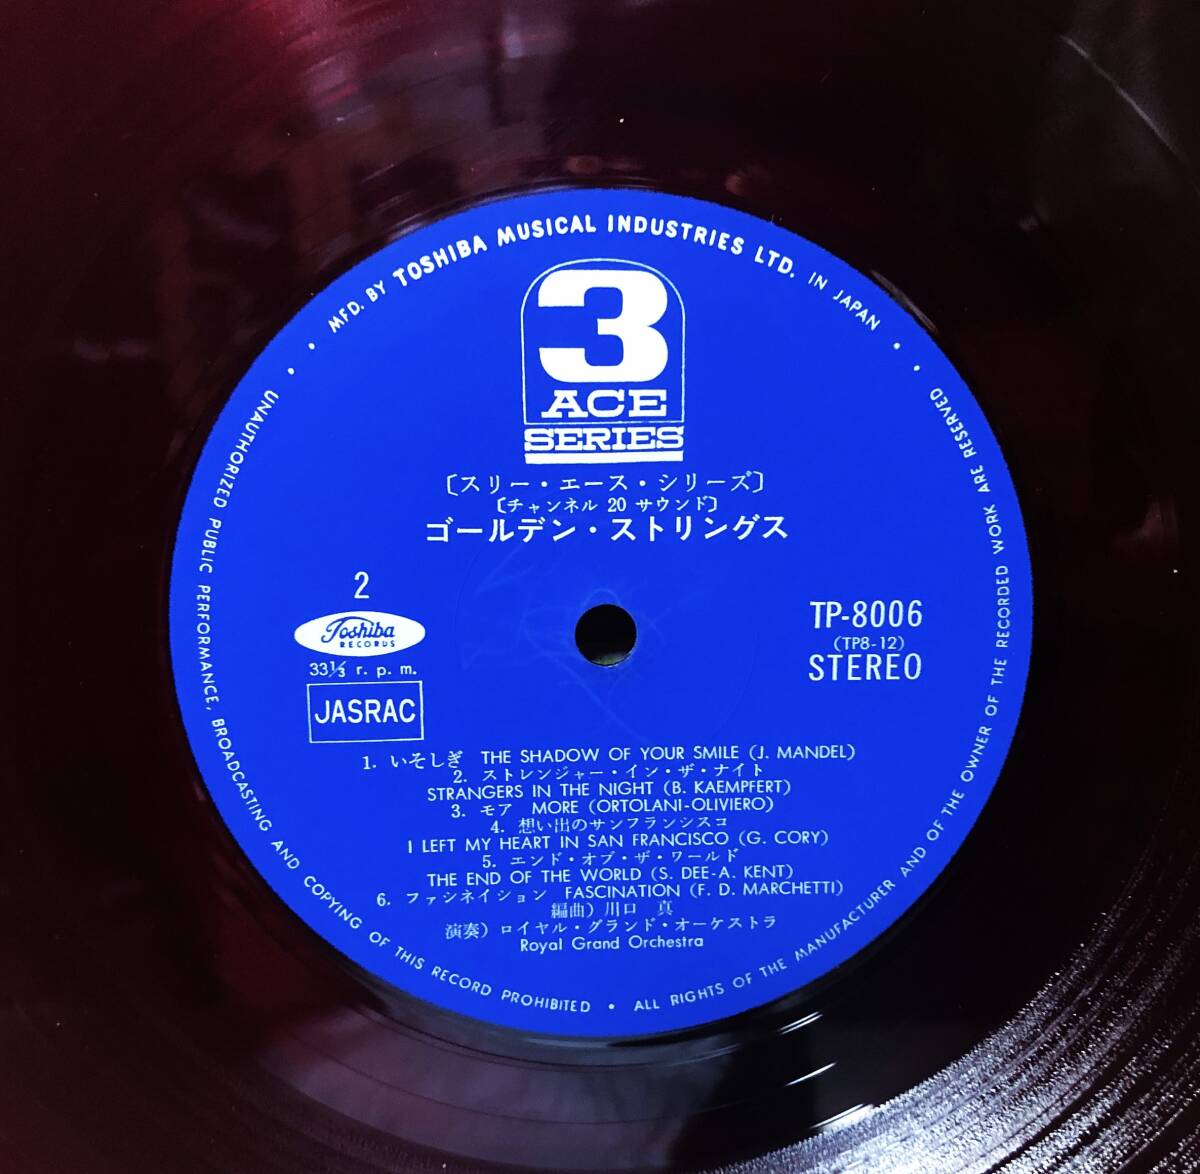 MFD. BY TOSHIBA MUSICAL INDUSTRIES LTD. IN JAPAN
3
ACE
SERIES
〔スリー・エース・シリーズ〕
〔チャンネル 20 サウンド〕
ゴールデン・ストリングス
2
Toshiba
RECORDS
33⅓ r. p. m.
JASRAC
TP-8006
(TP8-12)
STEREO
1. いそしぎ THE SHADOW OF YOUR SMILE (J. MANDEL)
2. ストレンジャー・イン・ザ・ナイト
STRANGERS IN THE NIGHT (B. KAEMPFERT)
3. モア MORE (ORTOLANI-OLIVIERO)
4. 想い出のサンフランシスコ
I LEFT MY HEART IN SAN FRANCISCO (G. CORY)
5. エンド・オブ・ザ・ワールド
THE END OF THE WORLD (S. DEE-A. KENT)
6. ファシネイション FASCINATION (F. D. MARCHETTI)
編曲) 川口 真
演奏) ロイヤル・グランド・オーケストラ
Royal Grand Orchestra
UNAUTHORIZED PUBLIC PERFORMANCE, BROADCASTING AND COPYING OF THIS RECORD PROHIBITED • ALL RIGHTS OF THE MANUFACTURER AND OF THE OWNER OF THE RECORDED WORK ARE RESERVED